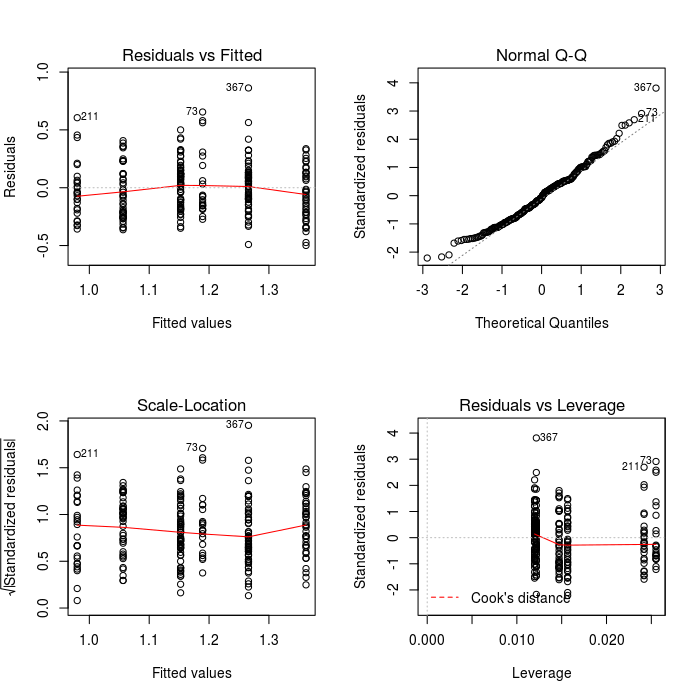 Residuals vs Fitted
Residuals
1.0
0.5
0.0
-0.5
367
73
211
1.0 1.1 1.2 1.3
Fitted values
Normal Q-Q
Standardized residuals
4
3
2
1
0
-1
-2
367
73
211
-3 -2 -1 0 1 2 3
Theoretical Quantiles
Scale-Location
√|Standardized residuals|
2.0
1.5
1.0
0.5
0.0
367
73
211
1.0 1.1 1.2 1.3
Fitted values
Residuals vs Leverage
Standardized residuals
4
3
2
1
0
-1
-2
367
73
211
Cook's distance
0.000 0.010 0.020
Leverage